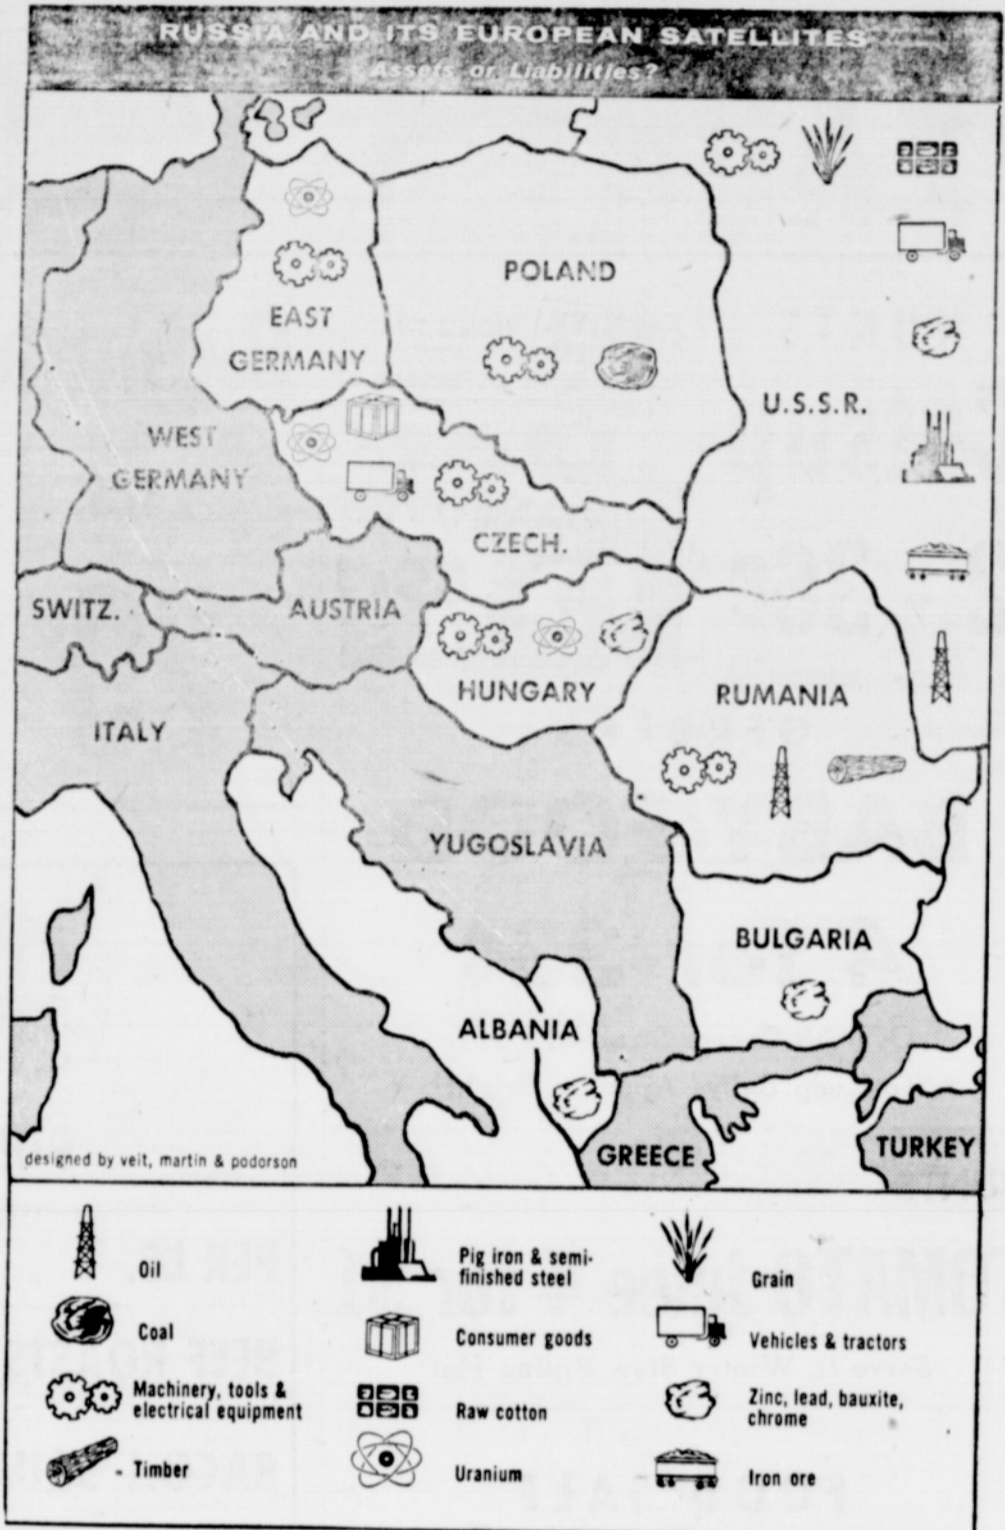 RUSSIA AND ITS EUROPEAN SATELLITES
Assets or Liabilities?
POLAND
EAST
GERMANY
U.S.S.R.
WEST
GERMANY
CZECH.
SWITZ.
AUSTRIA
HUNGARY
RUMANIA
ITALY
YUGOSLAVIA
BULGARIA
ALBANIA
GREECE
TURKEY
designed by veit, martin & podorson
Oil
Pig iron & semi-
finished steel
Grain
Coal
Consumer goods
Vehicles & tractors
Machinery, tools &
electrical equipment
Raw cotton
Zinc, lead, bauxite,
chrome
Timber
Uranium
Iron ore